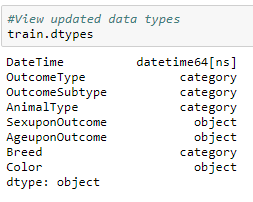 #View updated data types
train.dtypes
DateTime datetime64[ns]
OutcomeType category
OutcomeSubtype category
AnimalType category
SexuponOutcome object
AgeuponOutcome object
Breed category
Color object
dtype: object